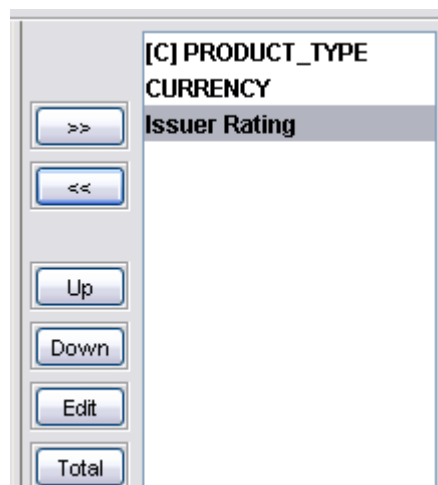 [C] PRODUCT_TYPE
CURRENCY
Issuer Rating
>>
<<
Up
Down
Edit
Total